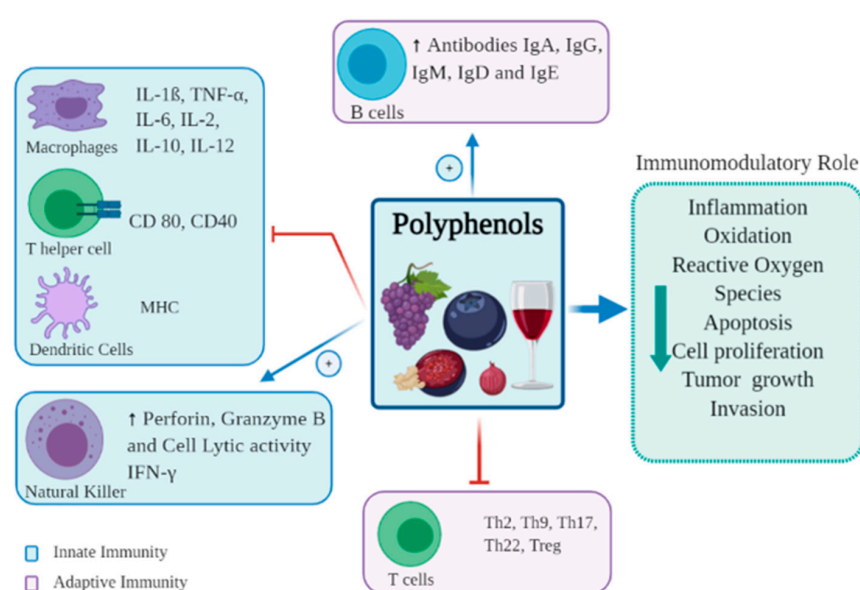 ↑ Antibodies IgA, IgG,
IgM, IgD and IgE
B cells
IL-1ß, TNF-α,
IL-6, IL-2,
IL-10, IL-12
Macrophages
CD 80, CD40
T helper cell
MHC
Dendritic Cells
+
Polyphenols
Immunomodulatory Role
Inflammation
Oxidation
Reactive Oxygen
Species
Apoptosis
Cell proliferation
Tumor growth
Invasion
+
↑ Perforin, Granzyme B
and Cell Lytic activity
IFN-γ
Natural Killer
Th2, Th9, Th17,
Th22, Treg
T cells
Innate Immunity
Adaptive Immunity